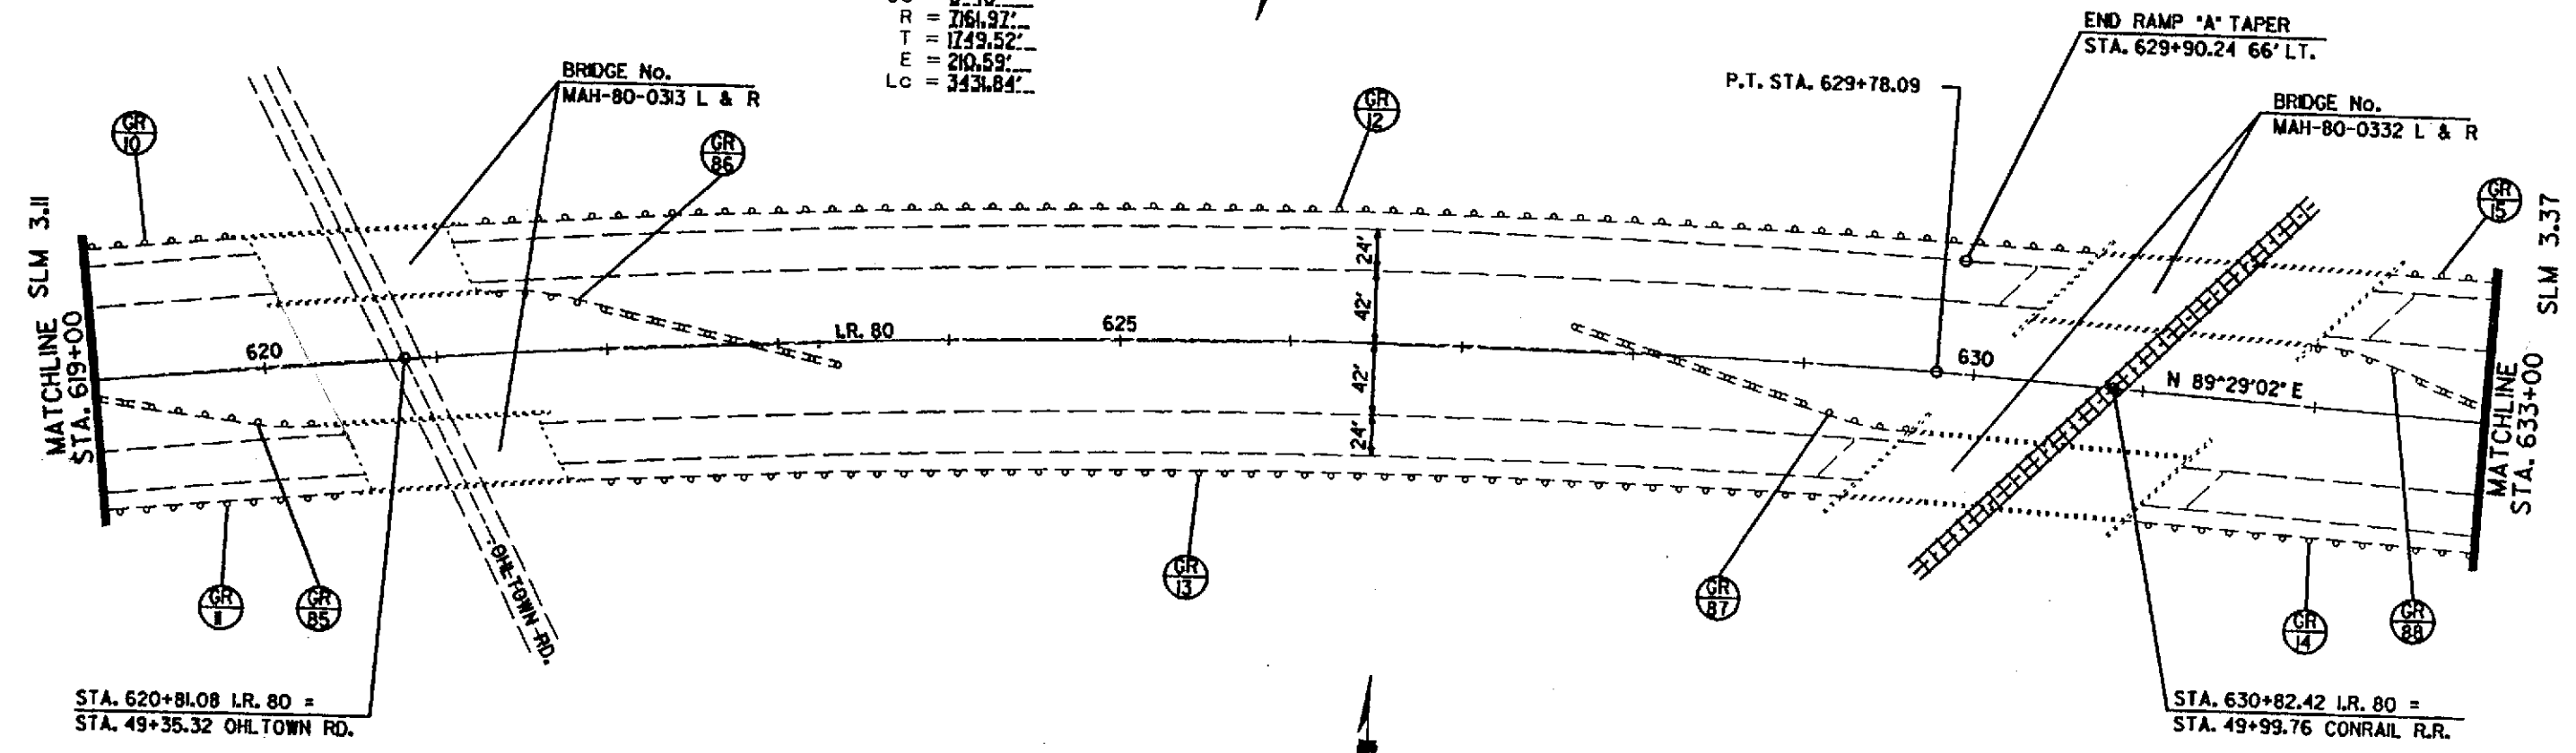 R = 7161.97'
T = 1749.52'
E = 210.59'
Lc = 3431.84'
END RAMP "A" TAPER
STA. 629+90.24 66' LT.
P.T. STA. 629+78.09
BRIDGE No.
MAH-80-0313 L & R
BRIDGE No.
MAH-80-0332 L & R
GR
10
GR
86
GR
12
GR
15
SLM 3.11
MATCHLINE
STA. 619+00
SLM 3.37
MATCHLINE
STA. 633+00
24'
42'
42'
24'
620
I.R. 80
625
630
N 89°29'02" E
OHLTOWN RD.
GR
11
GR
85
GR
13
GR
87
GR
14
GR
88
STA. 620+81.08 I.R. 80 =
STA. 49+35.32 OHLTOWN RD.
STA. 630+82.42 I.R. 80 =
STA. 49+99.76 CONRAIL R.R.